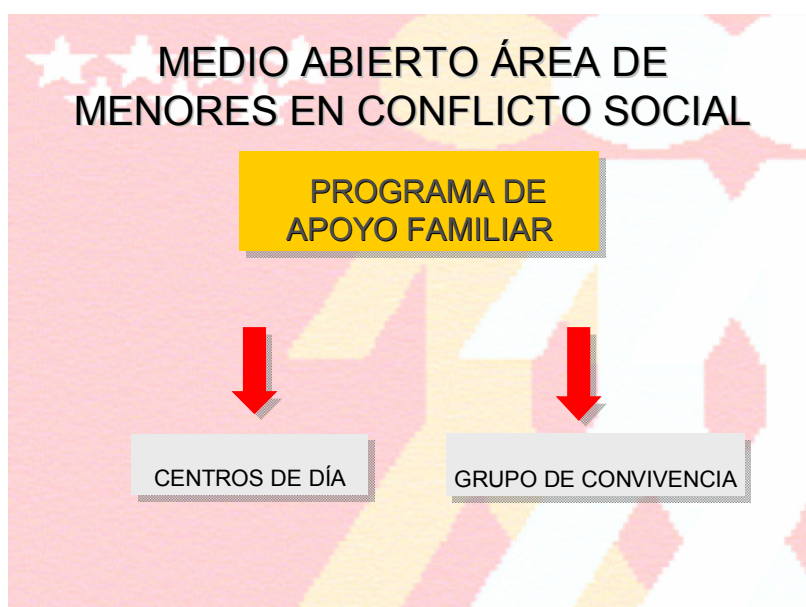 MEDIO ABIERTO ÁREA DE
MENORES EN CONFLICTO SOCIAL
PROGRAMA DE
APOYO FAMILIAR
CENTROS DE DÍA
GRUPO DE CONVIVENCIA